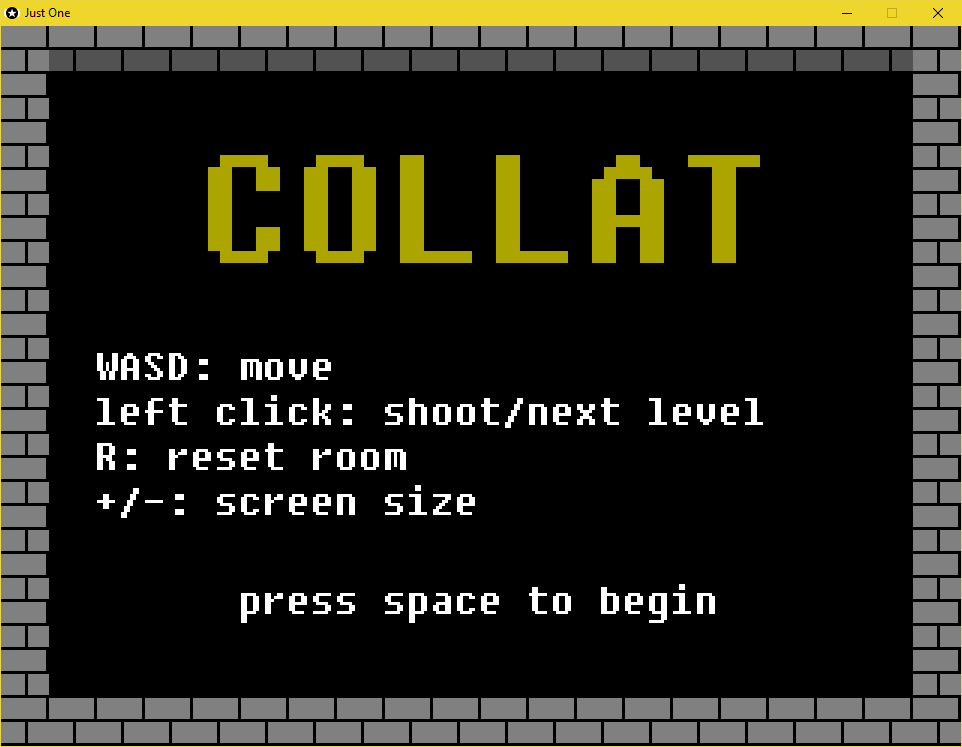 Just One
COLLAT
WASD: move
left click: shoot/next level
R: reset room
+/-: screen size
press space to begin